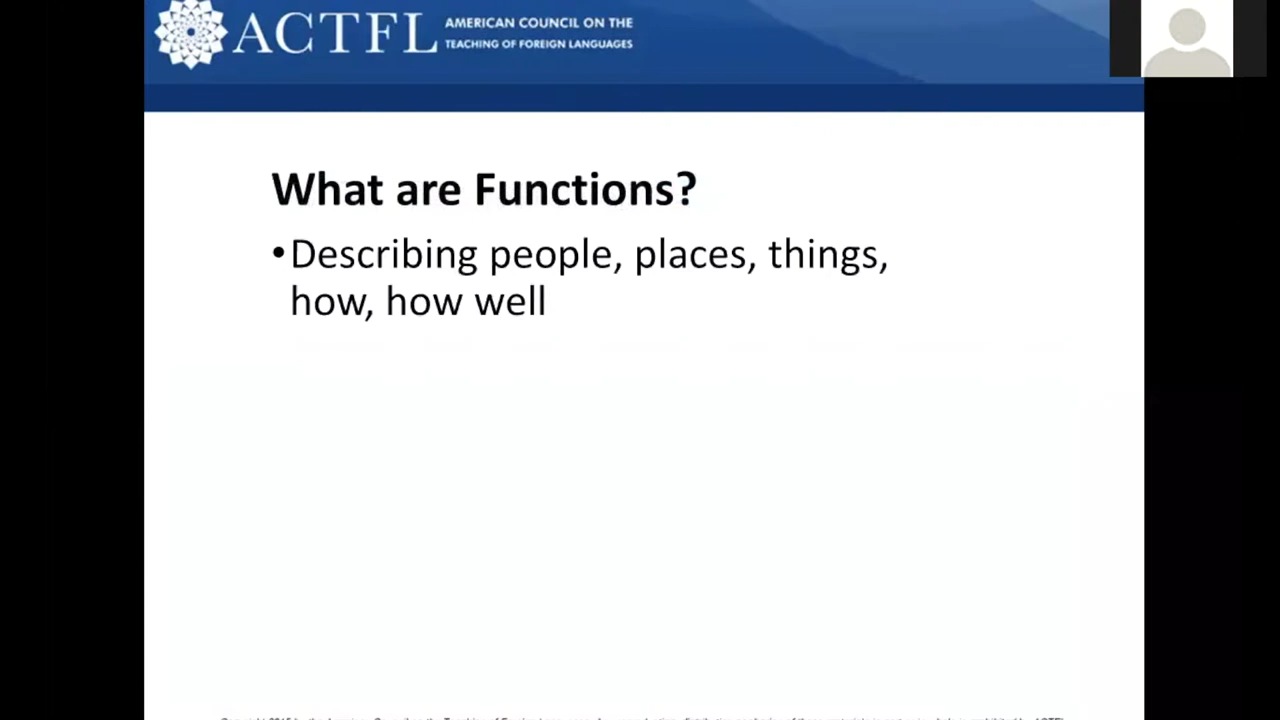 ACTFL AMERICAN COUNCIL ON THE
TEACHING OF FOREIGN LANGUAGES
What are Functions?
•Describing people, places, things,
how, how well